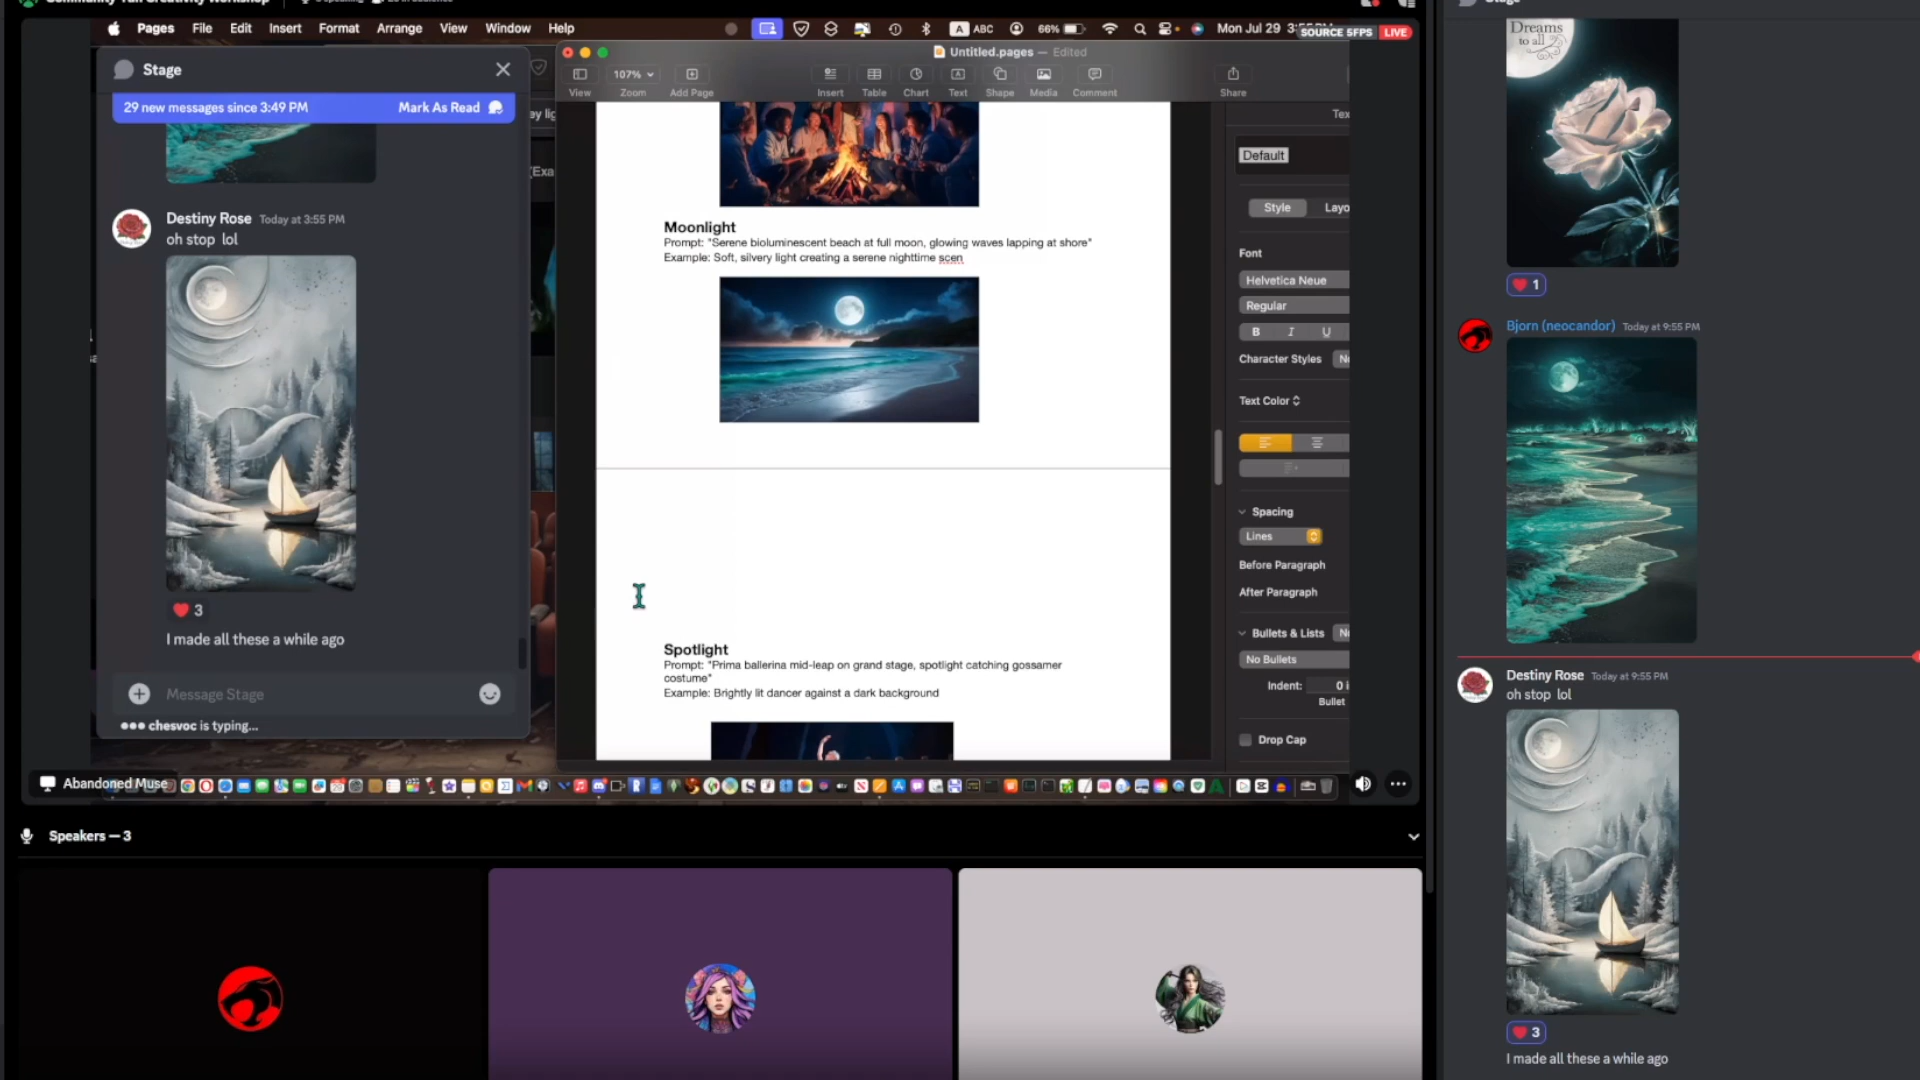 Pages File Edit Insert Format Arrange View Window Help
ABC 66% Mon Jul 29
SOURCE 5FPS LIVE
Stage
29 new messages since 3:49 PM Mark As Read
Destiny Rose Today at 3:55 PM
oh stop lol
3
I made all these a while ago
Message Stage
chesvoc is typing...
Untitled.pages — Edited
107%
View Zoom Add Page Insert Table Chart Text Shape Media Comment Share
Moonlight
Prompt: "Serene bioluminescent beach at full moon, glowing waves lapping at shore"
Example: Soft, silvery light creating a serene nighttime scen
Spotlight
Prompt: "Prima ballerina mid-leap on grand stage, spotlight catching gossamer
costume"
Example: Brightly lit dancer against a dark background
Tex
Default
Style Layo
Font
Helvetica Neue
Regular
B I U
Character Styles
Text Color
Spacing
Lines
Before Paragraph
After Paragraph
Bullets & Lists
No Bullets
Indent: 0 i
Bullet
Drop Cap
Abandoned Muse
Speakers — 3
Dreams
to all
1
Bjorn (neocandor) Today at 9:55 PM
Destiny Rose Today at 9:55 PM
oh stop lol
3
I made all these a while ago